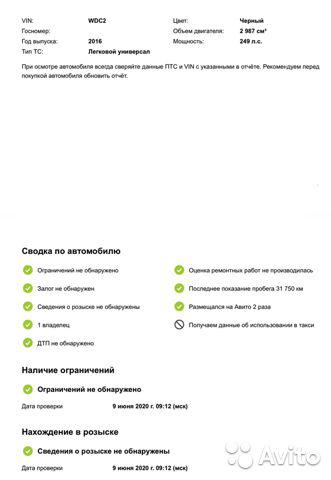 VIN: WDC2 Цвет: Черный
Госномер: Объем двигателя: 2 987 см³
Год выпуска: 2016 Мощность: 249 л.с.
Тип ТС: Легковой универсал
При осмотре автомобиля всегда сверяйте данные ПТС и VIN с указанными в отчёте. Рекомендуем перед
покупкой автомобиля обновить отчёт.
Сводка по автомобилю
Ограничений не обнаружено Оценка ремонтных работ не производилась
Залог не обнаружен Последнее показание пробега 31 750 км
Сведения о розыске не обнаружены Размещался на Авито 2 раза
1 владелец Получаем данные об использовании в такси
ДТП не обнаружено
Наличие ограничений
Ограничений не обнаружено
Дата проверки 9 июня 2020 г. 09:12 (мск)
Нахождение в розыске
Сведения о розыске не обнаружены
Дата проверки 9 июня 2020 г. 09:12 (мск)
Avito